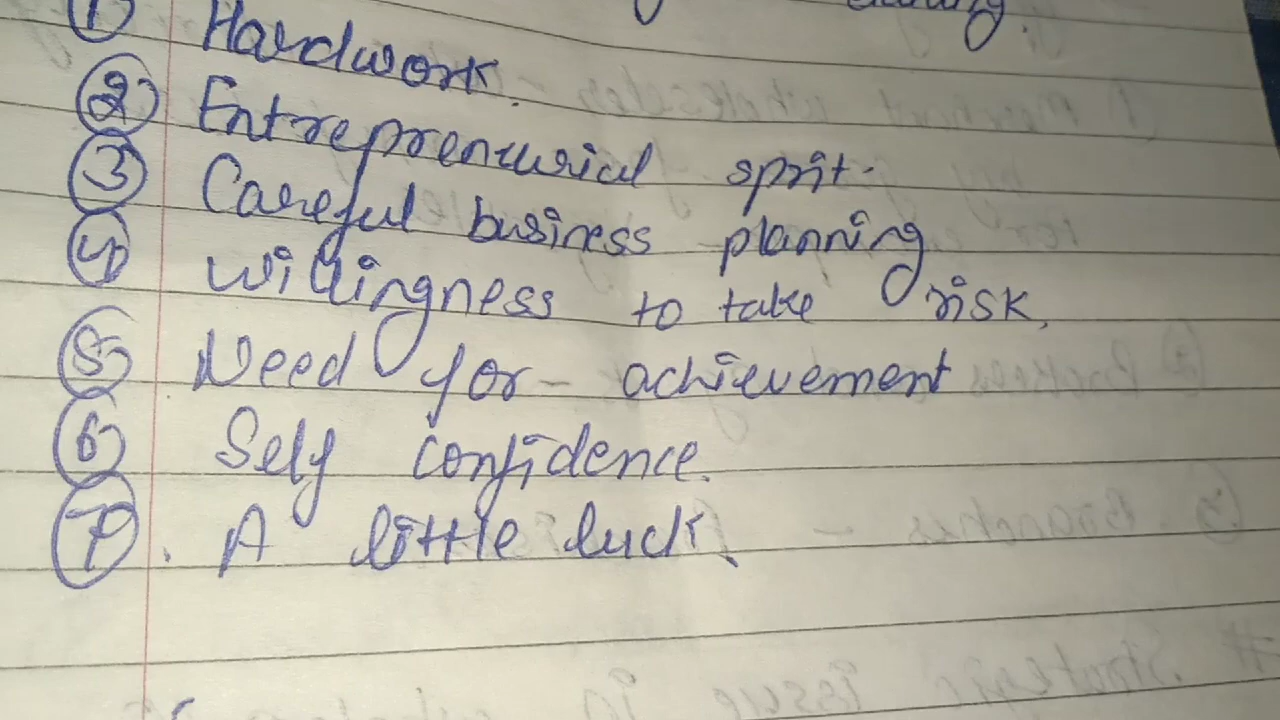 ① Hardwork.
② Entreprenurial sprit.
③ Careful business planning
④ Willingness to take risk,
⑤ Need for - achievement
⑥ Self confidence.
⑦. A little luck.